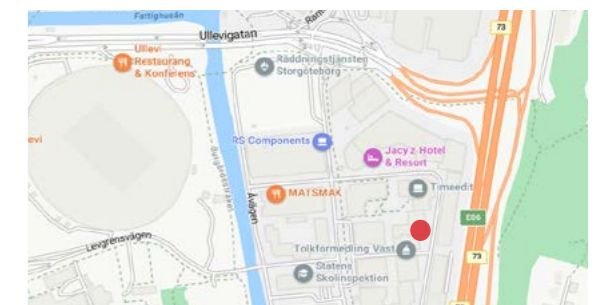 Fattighusån
Ullevigatan
73
Ullevi
Restaurang
& Konferens
Räddningstjänsten
Storgöteborg
RS Components
Jacy'z Hotel
& Resort
Timeedit
MATSMAK
Åvägen
E06
Levgrensvägen
Tolkförmedling Väst
73
Statens
Skolinspektion